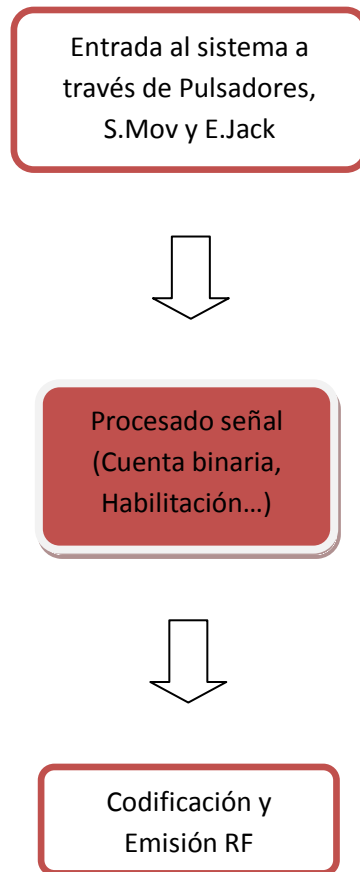 Entrada al sistema a
través de Pulsadores,
S.Mov y E.Jack
Procesado señal
(Cuenta binaria,
Habilitación...)
Codificación y
Emisión RF